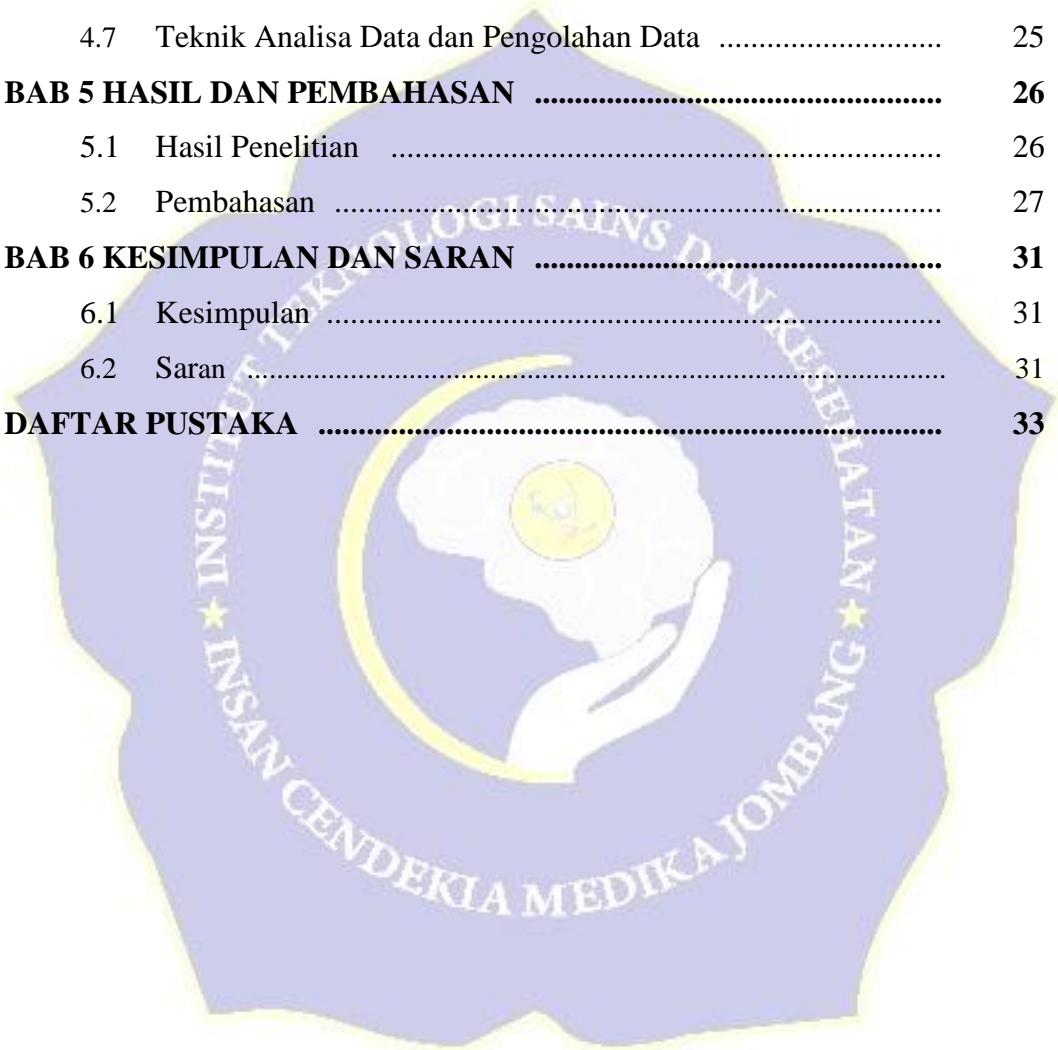 4.7 Teknik Analisa Data dan Pengolahan Data .......................... 25
BAB 5 HASIL DAN PEMBAHASAN ............................................... 26
5.1 Hasil Penelitian ................................................................ 26
5.2 Pembahasan ...................................................................... 27
BAB 6 KESIMPULAN DAN SARAN ............................................... 31
6.1 Kesimpulan ....................................................................... 31
6.2 Saran ................................................................................. 31
DAFTAR PUSTAKA ........................................................................ 33
INSTITUT TEKNOLOGI SAINS DAN KESEHATAN
INSAN CENDEKIA MEDIKA JOMBANG